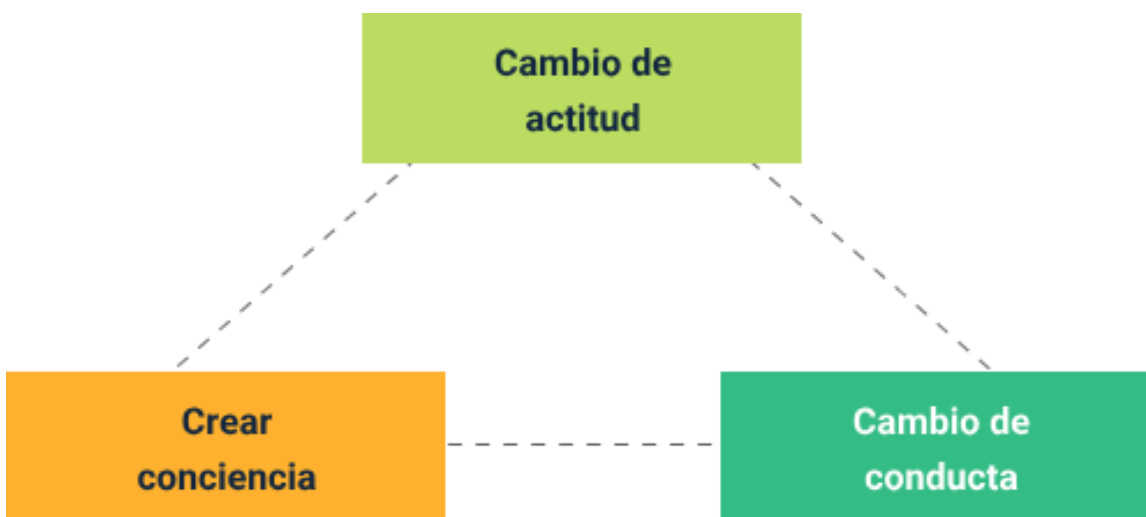 Cambio de
actitud
Crear
conciencia
Cambio de
conducta